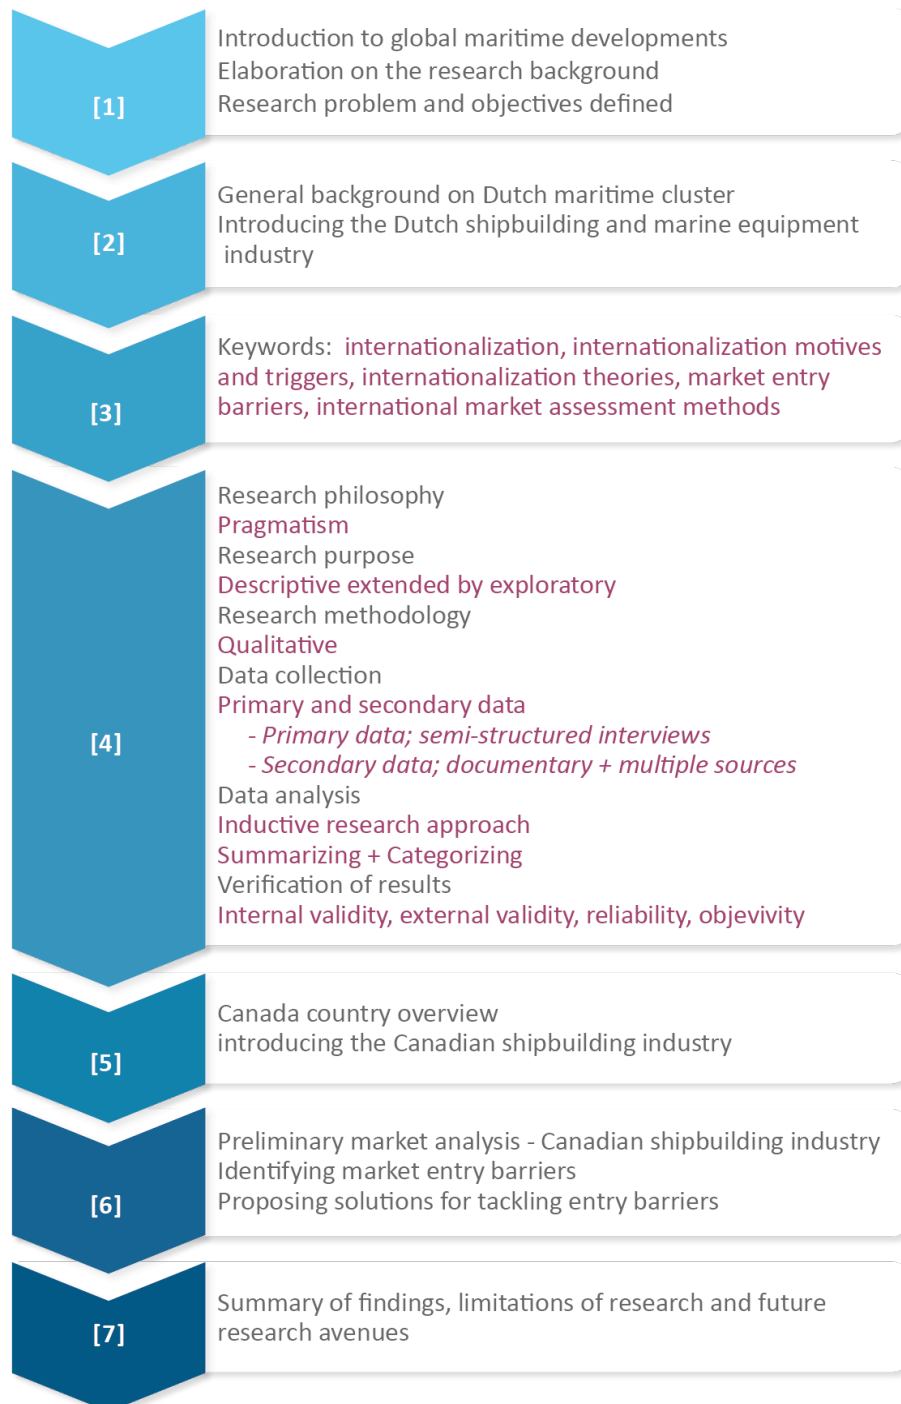 [1]
Introduction to global maritime developments
Elaboration on the research background
Research problem and objectives defined
[2]
General background on Dutch maritime cluster
Introducing the Dutch shipbuilding and marine equipment
industry
[3]
Keywords: internationalization, internationalization motives
and triggers, internationalization theories, market entry
barriers, international market assessment methods
[4]
Research philosophy
Pragmatism
Research purpose
Descriptive extended by exploratory
Research methodology
Qualitative
Data collection
Primary and secondary data
- Primary data; semi-structured interviews
- Secondary data; documentary + multiple sources
Data analysis
Inductive research approach
Summarizing + Categorizing
Verification of results
Internal validity, external validity, reliability, objevivity
[5]
Canada country overview
introducing the Canadian shipbuilding industry
[6]
Preliminary market analysis - Canadian shipbuilding industry
Identifying market entry barriers
Proposing solutions for tackling entry barriers
[7]
Summary of findings, limitations of research and future
research avenues